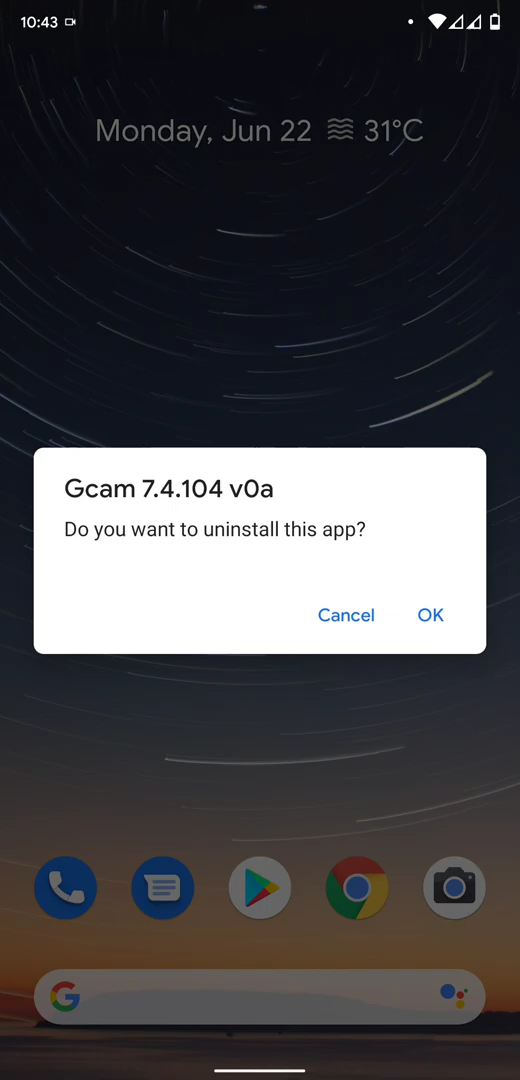 10:43
Monday, Jun 22 31°C
Gcam 7.4.104 v0a
Do you want to uninstall this app?
Cancel OK